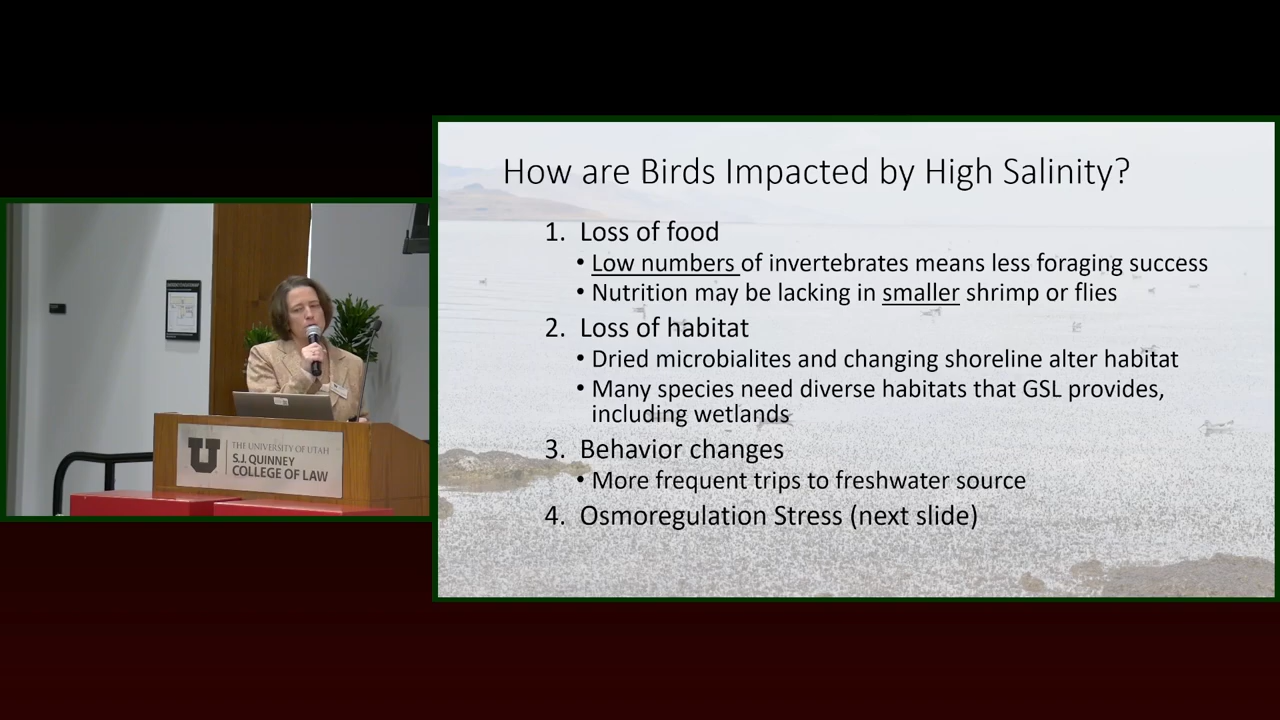 How are Birds Impacted by High Salinity?
1. Loss of food
• Low numbers of invertebrates means less foraging success
• Nutrition may be lacking in smaller shrimp or flies
2. Loss of habitat
• Dried microbialites and changing shoreline alter habitat
• Many species need diverse habitats that GSL provides,
including wetlands
3. Behavior changes
• More frequent trips to freshwater source
4. Osmoregulation Stress (next slide)
U
THE UNIVERSITY OF UTAH
S.J. QUINNEY
COLLEGE OF LAW